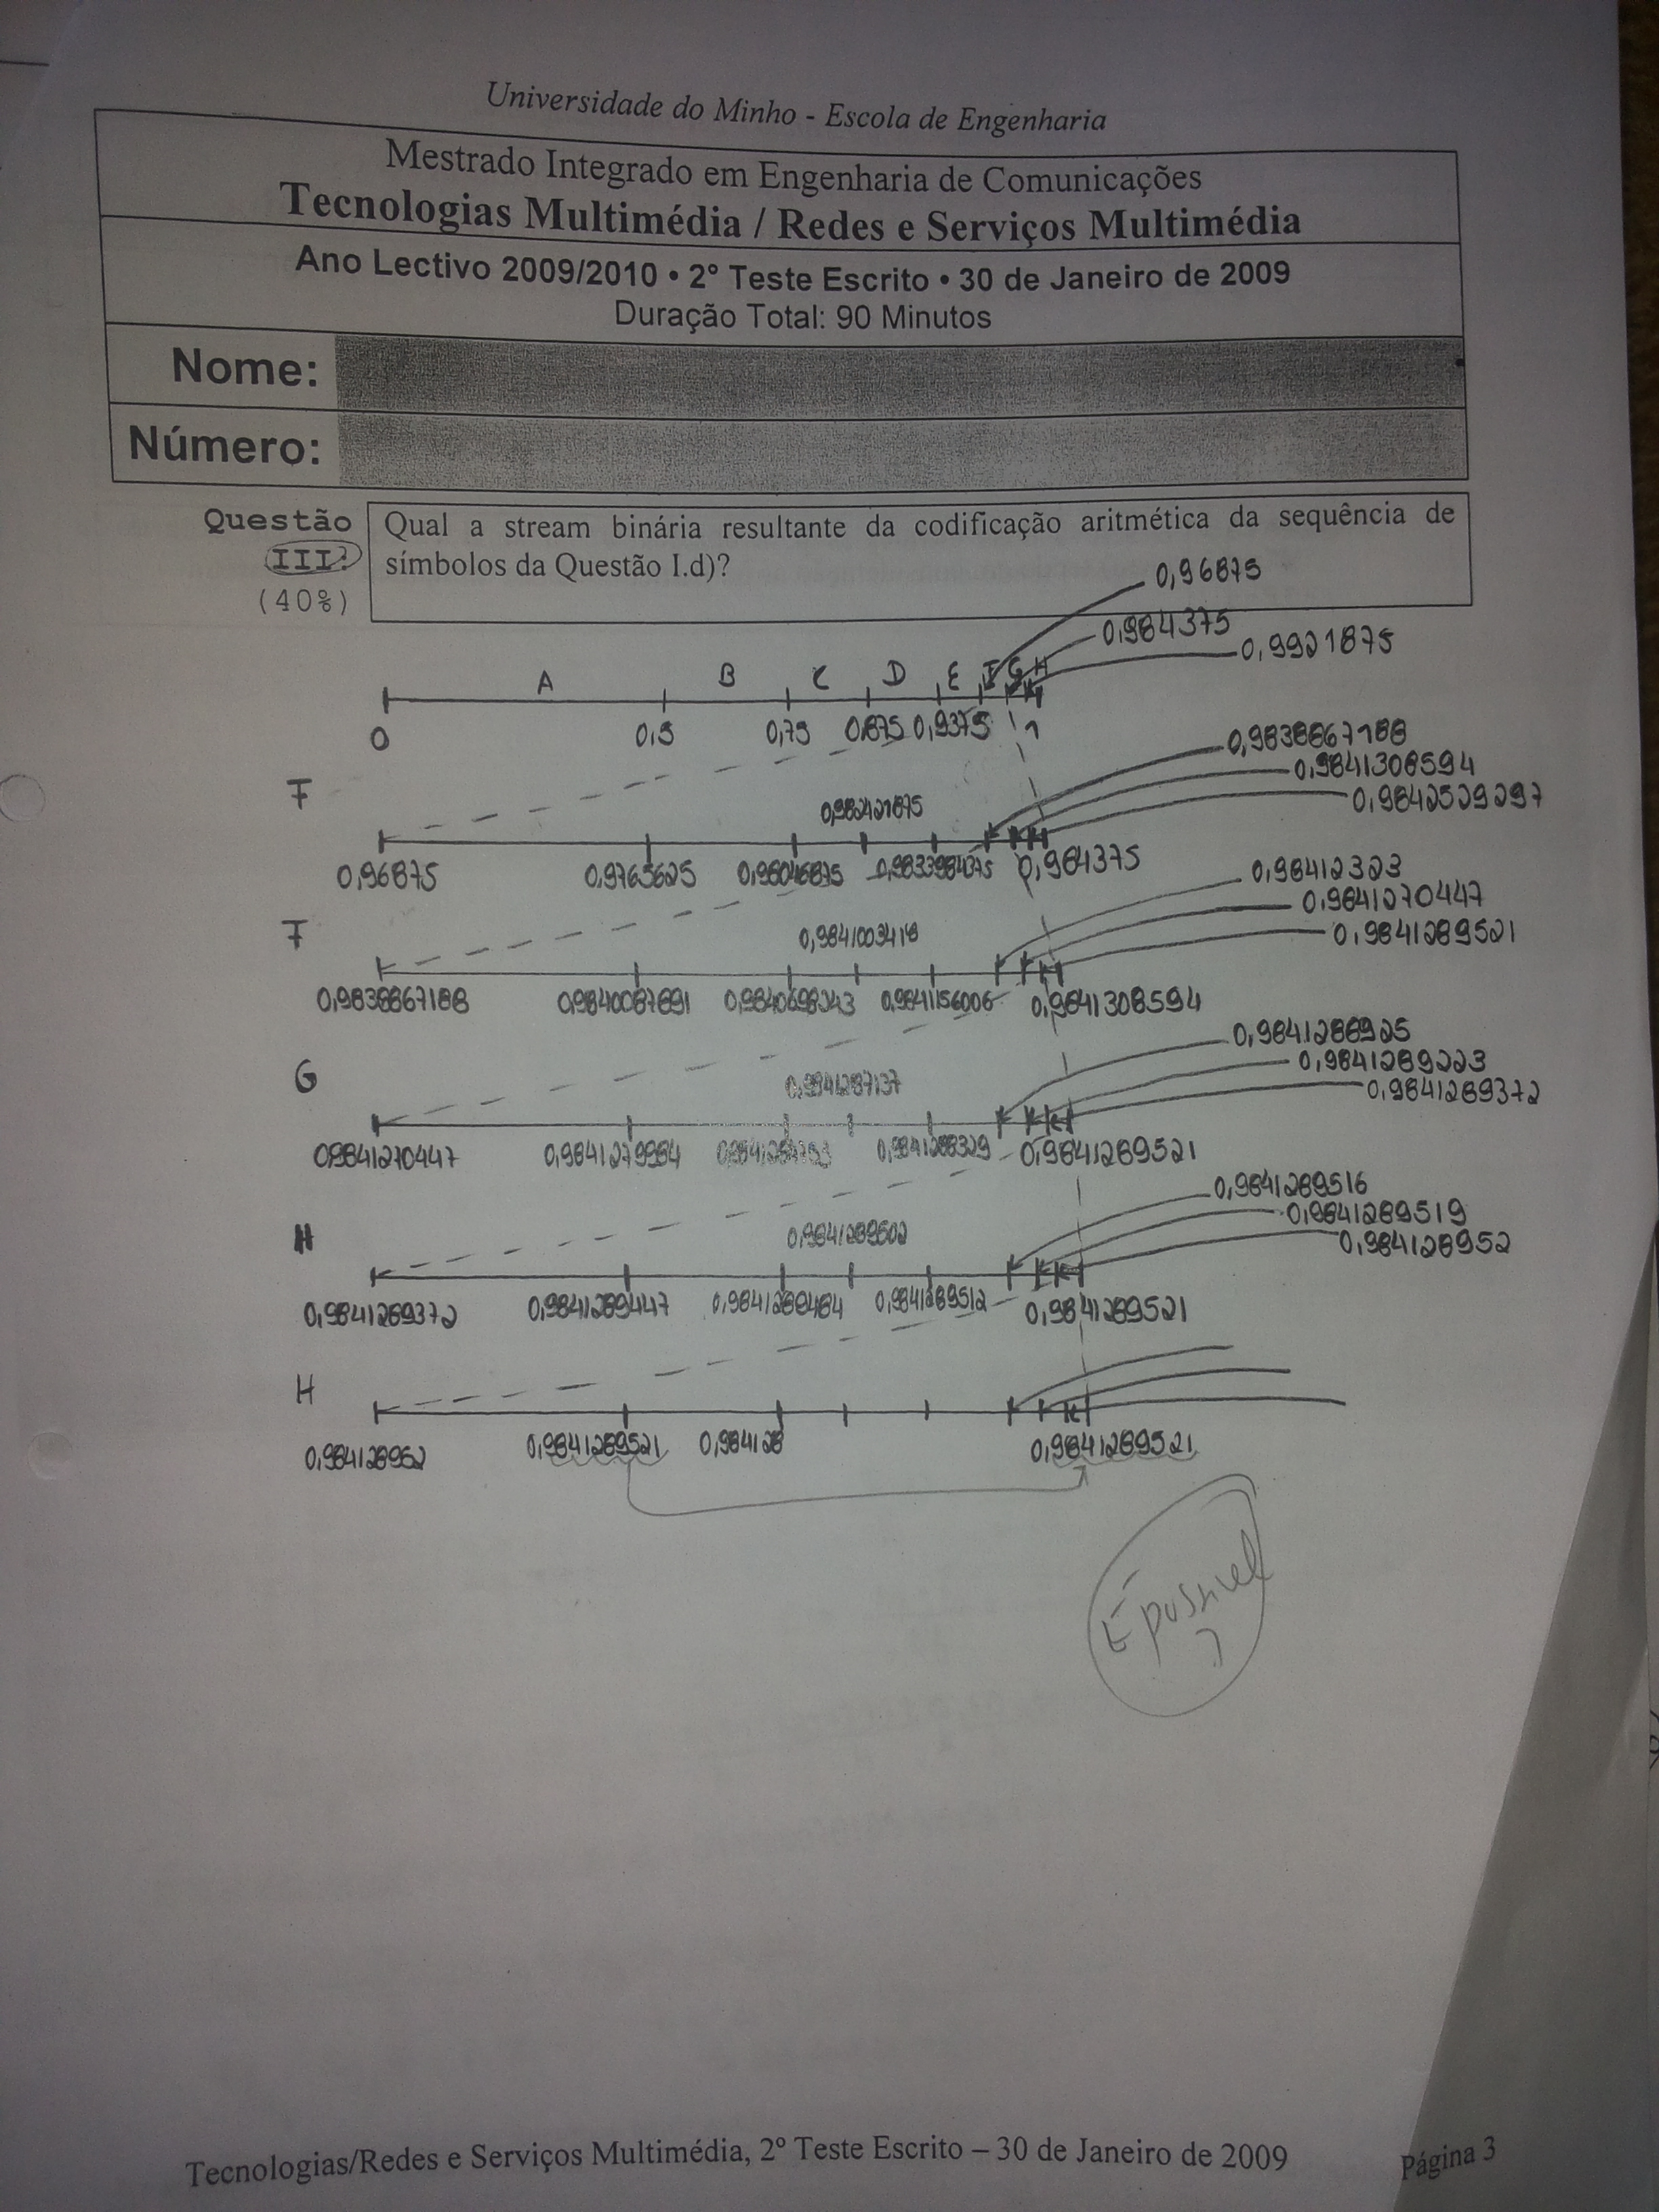 Universidade do Minho - Escola de Engenharia
Mestrado Integrado em Engenharia de Comunicações
Tecnologias Multimédia / Redes e Serviços Multimédia
Ano Lectivo 2009/2010 • 2º Teste Escrito • 30 de Janeiro de 2009
Duração Total: 90 Minutos
Nome:
Número:
Questão III? (40%)
Qual a stream binária resultante da codificação aritmética da sequência de
símbolos da Questão I.d)?
0,96875
0,984375
0,9921875
A B C D E F G H
0 0,5 0,75 0,875 0,9375 1
0,9838867188
0,9841308594
0,9842529297
F
0,982421875
0,96875 0,9765625 0,98046875 0,9833984375 0,984375
0,98412323
0,9841270447
0,9841289521
F
0,9841003418
0,9838867188 0,9840087891 0,9840698243 0,9841156006 0,9841308594
0,9841288925
0,9841289223
0,9841289372
G
0,9841287137
0,9841270447 0,9841279984 0,9841288329 0,9841289521
0,9841289516
0,9841289519
0,984128952
H
0,9841289502
0,9841289372 0,9841289447 0,9841289484 0,9841289512 0,9841289521
H
0,984128952 0,9841289521 0,984128 0,9841289521
É possível
?
Tecnologias/Redes e Serviços Multimédia, 2º Teste Escrito – 30 de Janeiro de 2009
Página 3